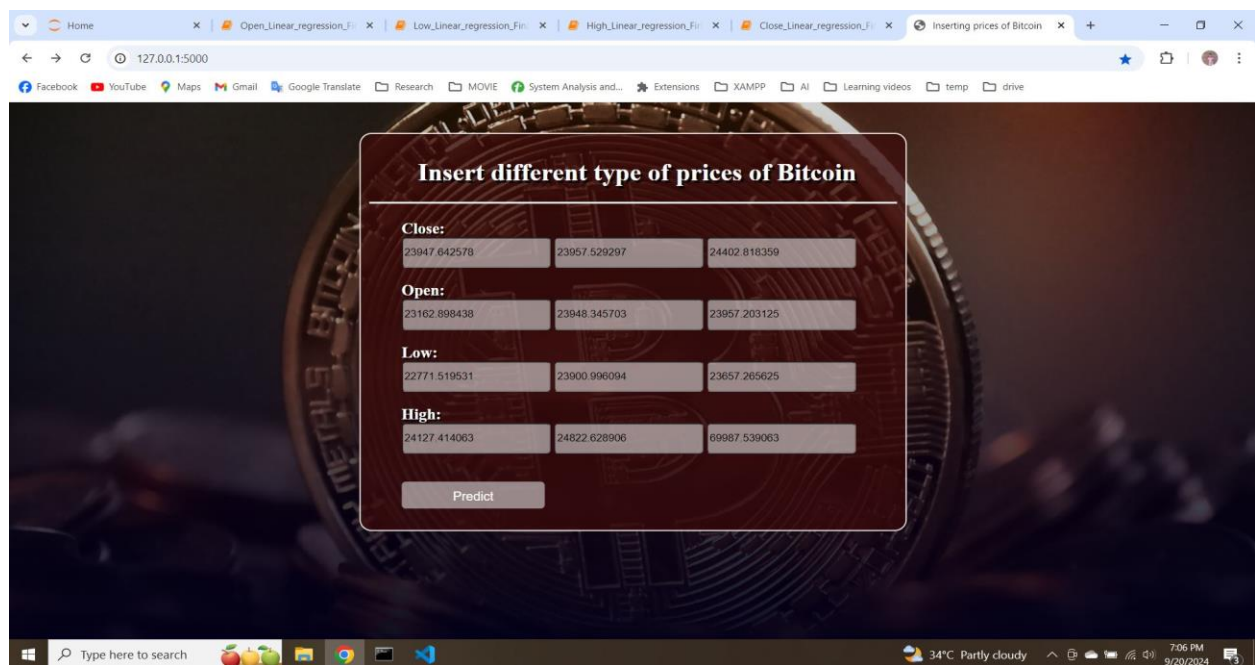 Home
Open_Linear_regression_Fi
Low_Linear_regression_Fin
High_Linear_regression_Fi
Close_Linear_regression_F
Inserting prices of Bitcoin
127.0.0.1:5000
Facebook YouTube Maps Gmail Google Translate Research MOVIE System Analysis and... Extensions XAMPP AI Learning videos temp drive
Insert different type of prices of Bitcoin
Close:
23947.642578 23957.529297 24402.818359
Open:
23162.898438 23948.345703 23957.203125
Low:
22771.519531 23900.996094 23657.265625
High:
24127.414063 24822.628906 69987.539063
Predict
Type here to search
34°C Partly cloudy
7:06 PM
9/20/2024